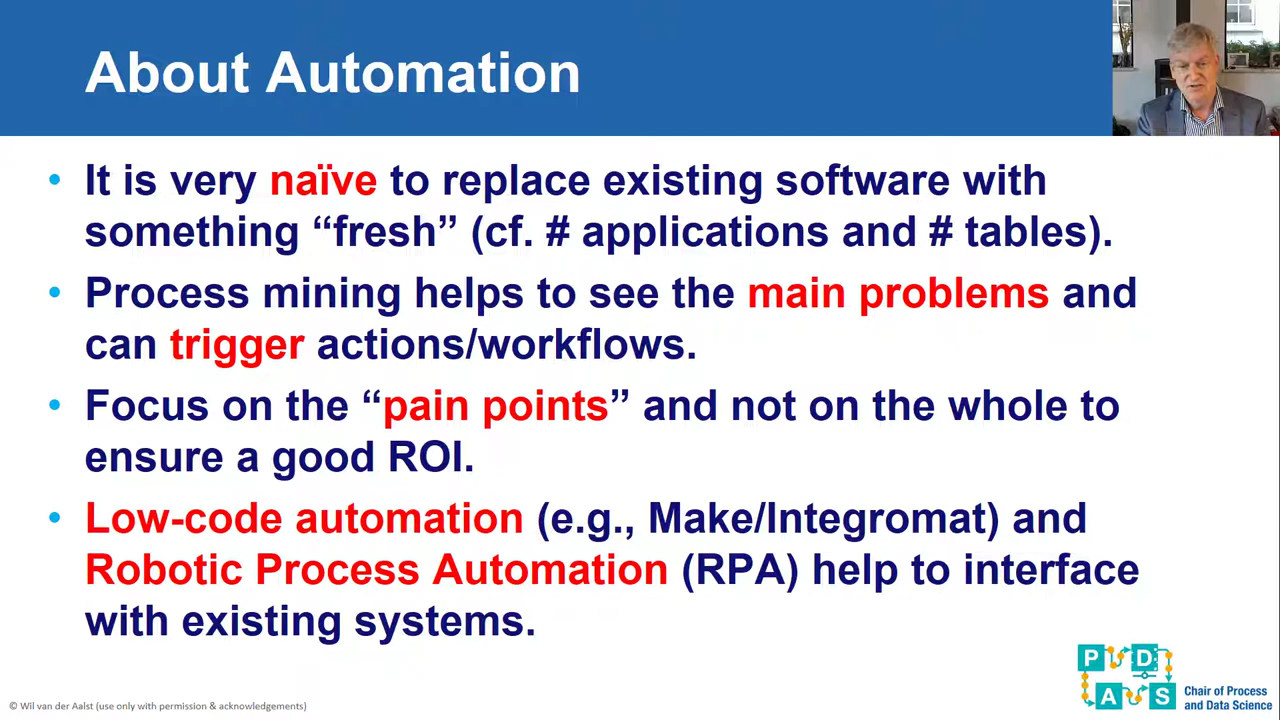 About Automation
• It is very naïve to replace existing software with
something “fresh” (cf. # applications and # tables).
• Process mining helps to see the main problems and
can trigger actions/workflows.
• Focus on the “pain points” and not on the whole to
ensure a good ROI.
• Low-code automation (e.g., Make/Integromat) and
Robotic Process Automation (RPA) help to interface
with existing systems.
P D
A S
Chair of Process
and Data Science
© Wil van der Aalst (use only with permission & acknowledgements)